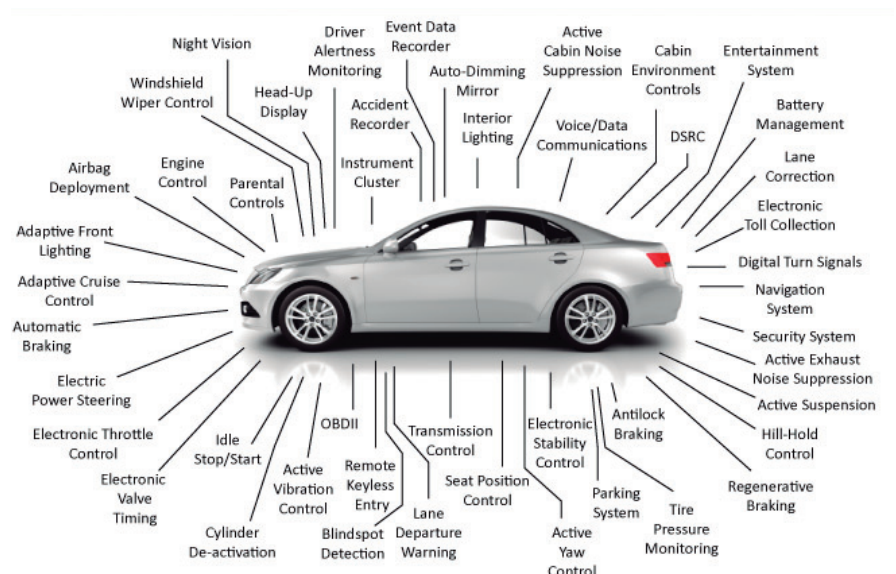 Night Vision
Driver
Alertness
Monitoring
Event Data
Recorder
Auto-Dimming
Mirror
Active
Cabin Noise
Suppression
Cabin
Environment
Controls
Entertainment
System
Windshield
Wiper Control
Head-Up
Display
Accident
Recorder
Interior
Lighting
Voice/Data
Communications
DSRC
Battery
Management
Airbag
Deployment
Engine
Control
Parental
Controls
Instrument
Cluster
Lane
Correction
Electronic
Toll Collection
Adaptive Front
Lighting
Digital Turn Signals
Adaptive Cruise
Control
Navigation
System
Automatic
Braking
Security System
Electric
Power Steering
Active Exhaust
Noise Suppression
Active Suspension
Electronic Throttle
Control
Idle
Stop/Start
OBDII
Transmission
Control
Electronic
Stability
Control
Antilock
Braking
Hill-Hold
Control
Electronic
Valve
Timing
Active
Vibration
Control
Remote
Keyless
Entry
Seat Position
Control
Parking
System
Regenerative
Braking
Cylinder
De-activation
Blindspot
Detection
Lane
Departure
Warning
Active
Yaw
Control
Tire
Pressure
Monitoring